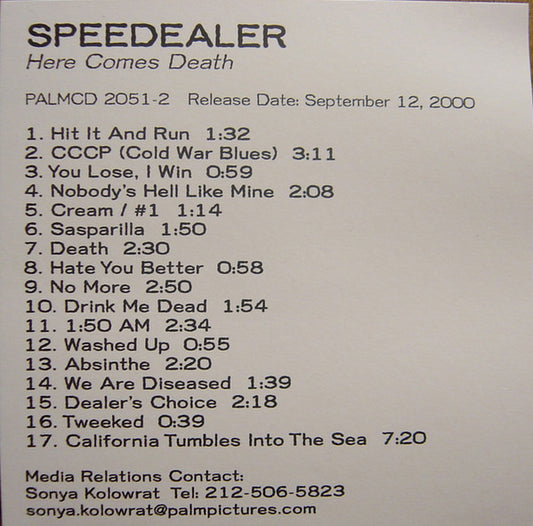 SPEEDEALER
Here Comes Death
PALMCD 2051-2 Release Date: September 12, 2000
1. Hit It And Run 1:32
2. CCCP (Cold War Blues) 3:11
3. You Lose, I Win 0:59
4. Nobody's Hell Like Mine 2:08
5. Cream / #1 1:14
6. Sasparilla 1:50
7. Death 2:30
8. Hate You Better 0:58
9. No More 2:50
10. Drink Me Dead 1:54
11. 1:50 AM 2:34
12. Washed Up 0:55
13. Absinthe 2:20
14. We Are Diseased 1:39
15. Dealer's Choice 2:18
16. Tweeked 0:39
17. California Tumbles Into The Sea 7:20
Media Relations Contact:
Sonya Kolowrat Tel: 212-506-5823
sonya.kolowrat@palmpictures.com